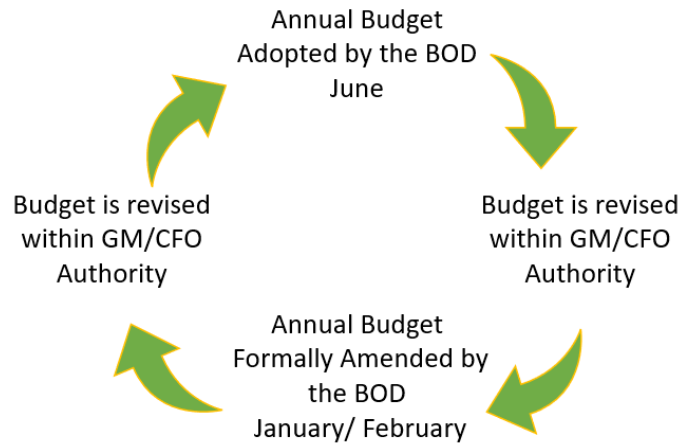 Annual Budget
Adopted by the BOD
June
Budget is revised
within GM/CFO
Authority
Budget is revised
within GM/CFO
Authority
Annual Budget
Formally Amended by
the BOD
January/ February